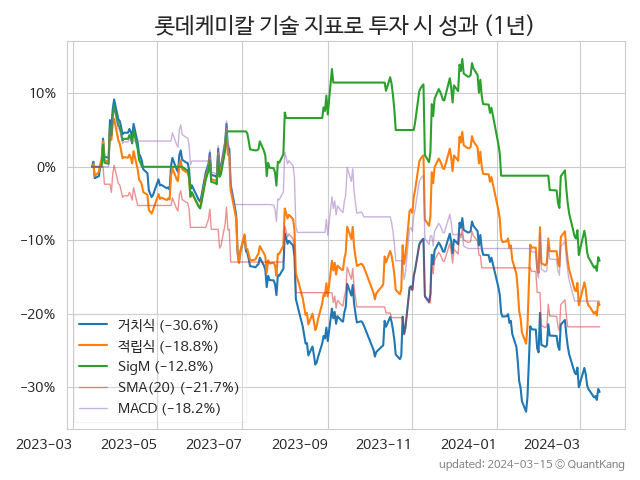 롯데케미칼 기술 지표로 투자 시 성과 (1년)
10%
0%
−10%
−20%
−30%
거치식 (−30.6%)
적립식 (−18.8%)
SigM (−12.8%)
SMA(20) (−21.7%)
MACD (−18.2%)
2023−03 2023−05 2023−07 2023−09 2023−11 2024−01 2024−03
updated: 2024−03−15 ⓒ QuantKang